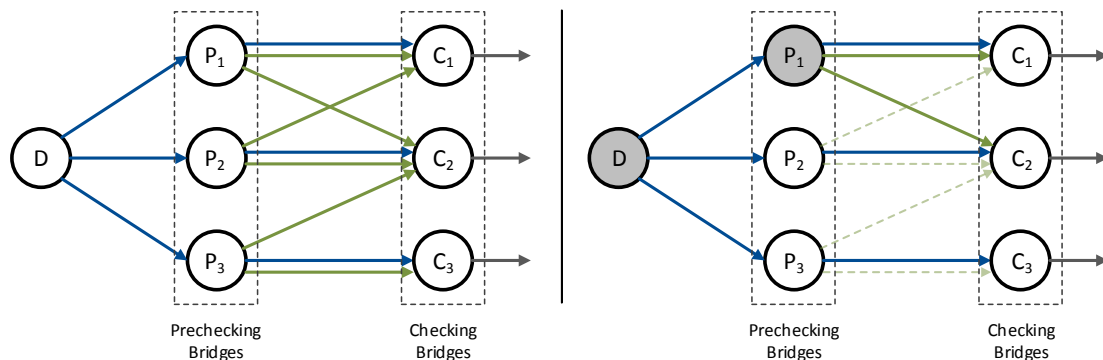 D
P1
P2
P3
C1
C2
C3
Prechecking
Bridges
Checking
Bridges
D
P1
P2
P3
C1
C2
C3
Prechecking
Bridges
Checking
Bridges